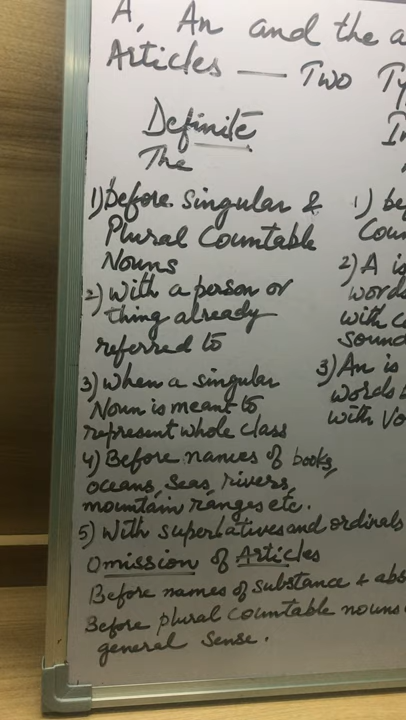 A, An and the a
Articles — Two Ty
Definite
The
1) before singular &
Plural Countable
Nouns
2) With a person or
thing already
referred to
3) When a singular
Noun is meant to
represent whole class
4) Before names of books,
oceans, seas, rivers,
mountain ranges etc.
5) With superlatives and ordinals
In
1) be
Coun
2) A is
words
with c
sound
3) An is
words b
with Vo
Omission of Articles
Before names of substance & abs
Before plural countable nouns
general sense.